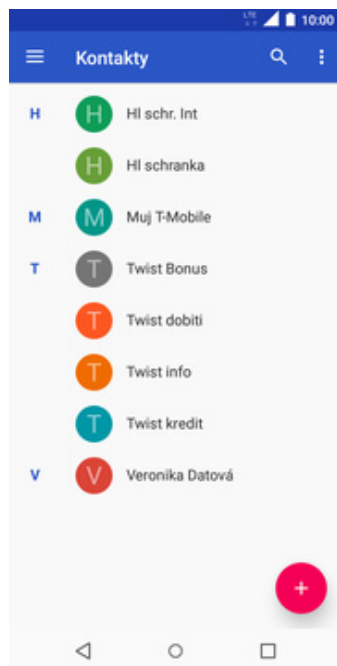 LTE 10:00
Kontakty
H H Hl schr. Int
H Hl schranka
M M Muj T-Mobile
T T Twist Bonus
T Twist dobiti
T Twist info
T Twist kredit
V V Veronika Datová
+